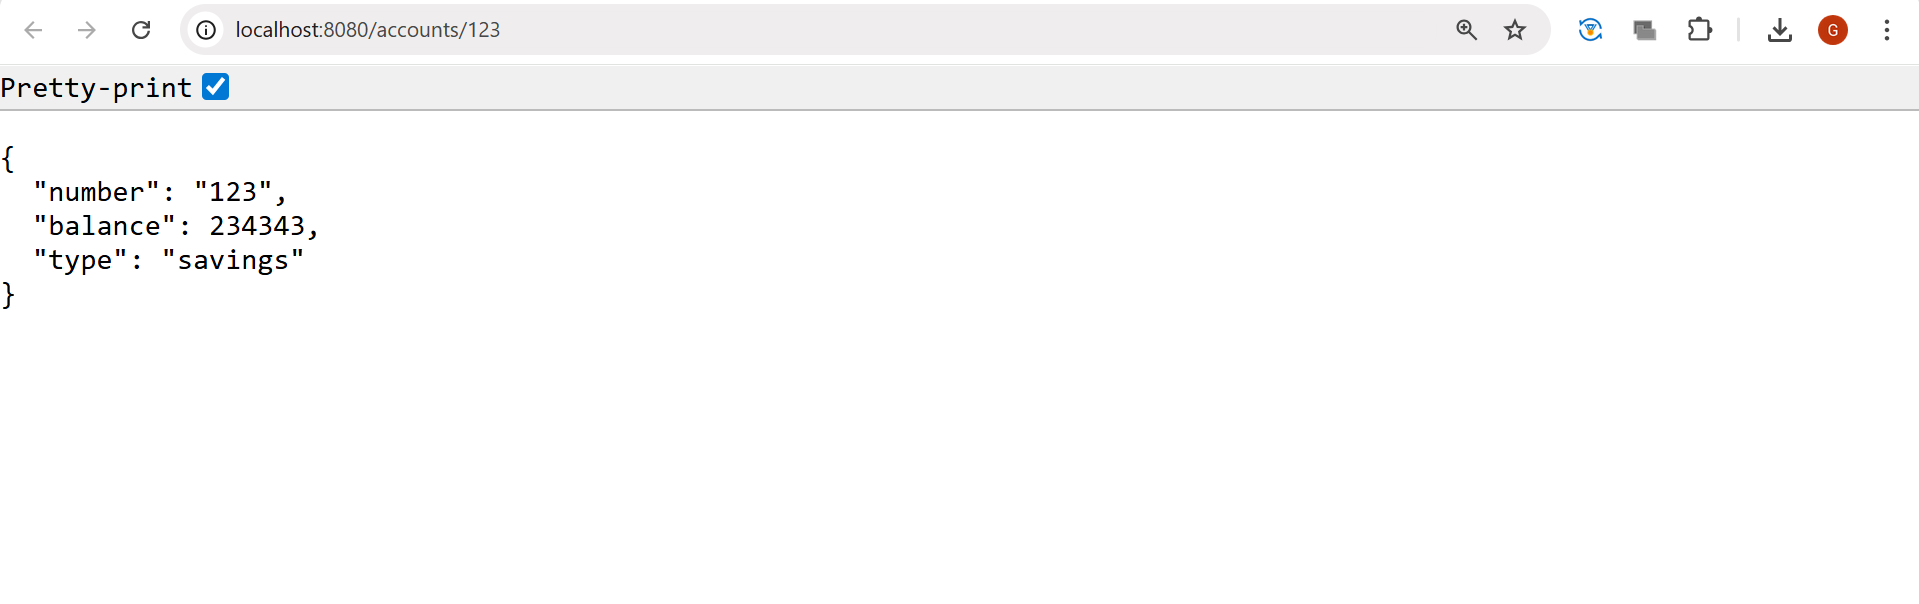 localhost:8080/accounts/123
G
Pretty-print
{
"number": "123",
"balance": 234343,
"type": "savings"
}